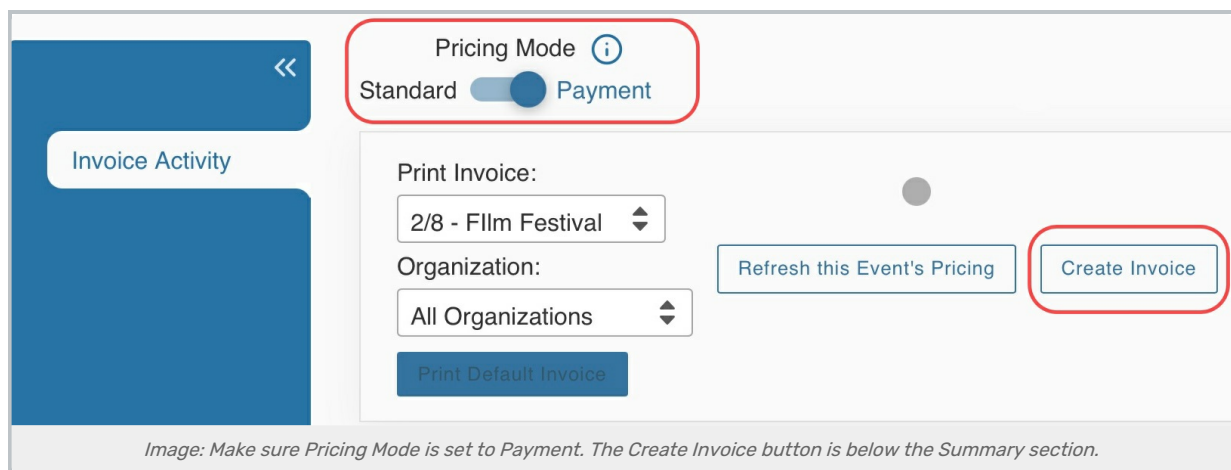 Pricing Mode
Standard Payment
Invoice Activity
Print Invoice:
2/8 - FIlm Festival
Organization:
Refresh this Event's Pricing
Create Invoice
All Organizations
Print Default Invoice
Image: Make sure Pricing Mode is set to Payment. The Create Invoice button is below the Summary section.